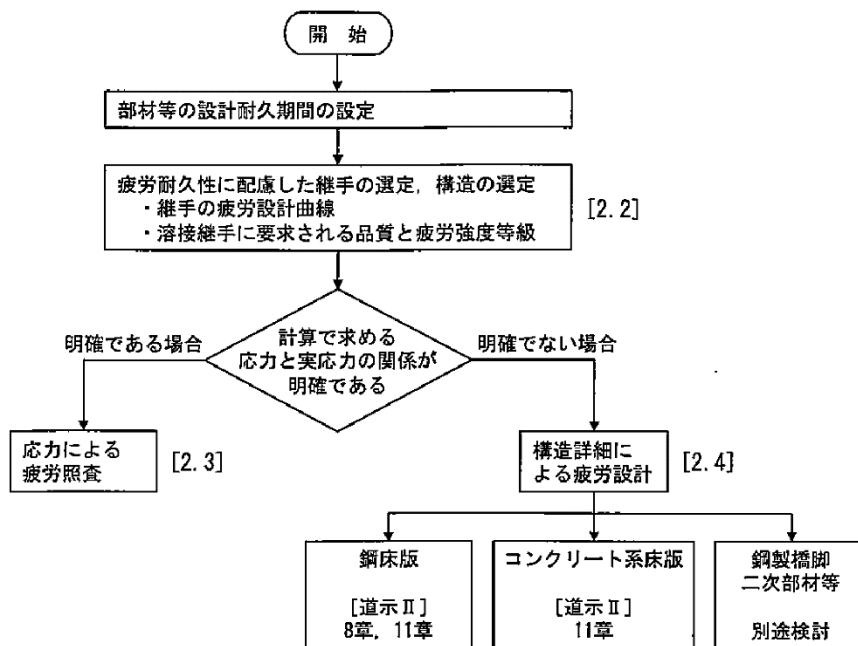 開 始
部材等の設計耐久期間の設定
疲労耐久性に配慮した継手の選定，構造の選定
・継手の疲労設計曲線
・溶接継手に要求される品質と疲労強度等級
[2.2]
計算で求める
応力と実応力の関係が
明確である
明確である場合
明確でない場合
応力による
疲労照査
[2.3]
構造詳細に
よる疲労設計
[2.4]
鋼床版
[道示Ⅱ]
8章，11章
コンクリート系床版
[道示Ⅱ]
11章
鋼製橋脚
二次部材等
別途検討